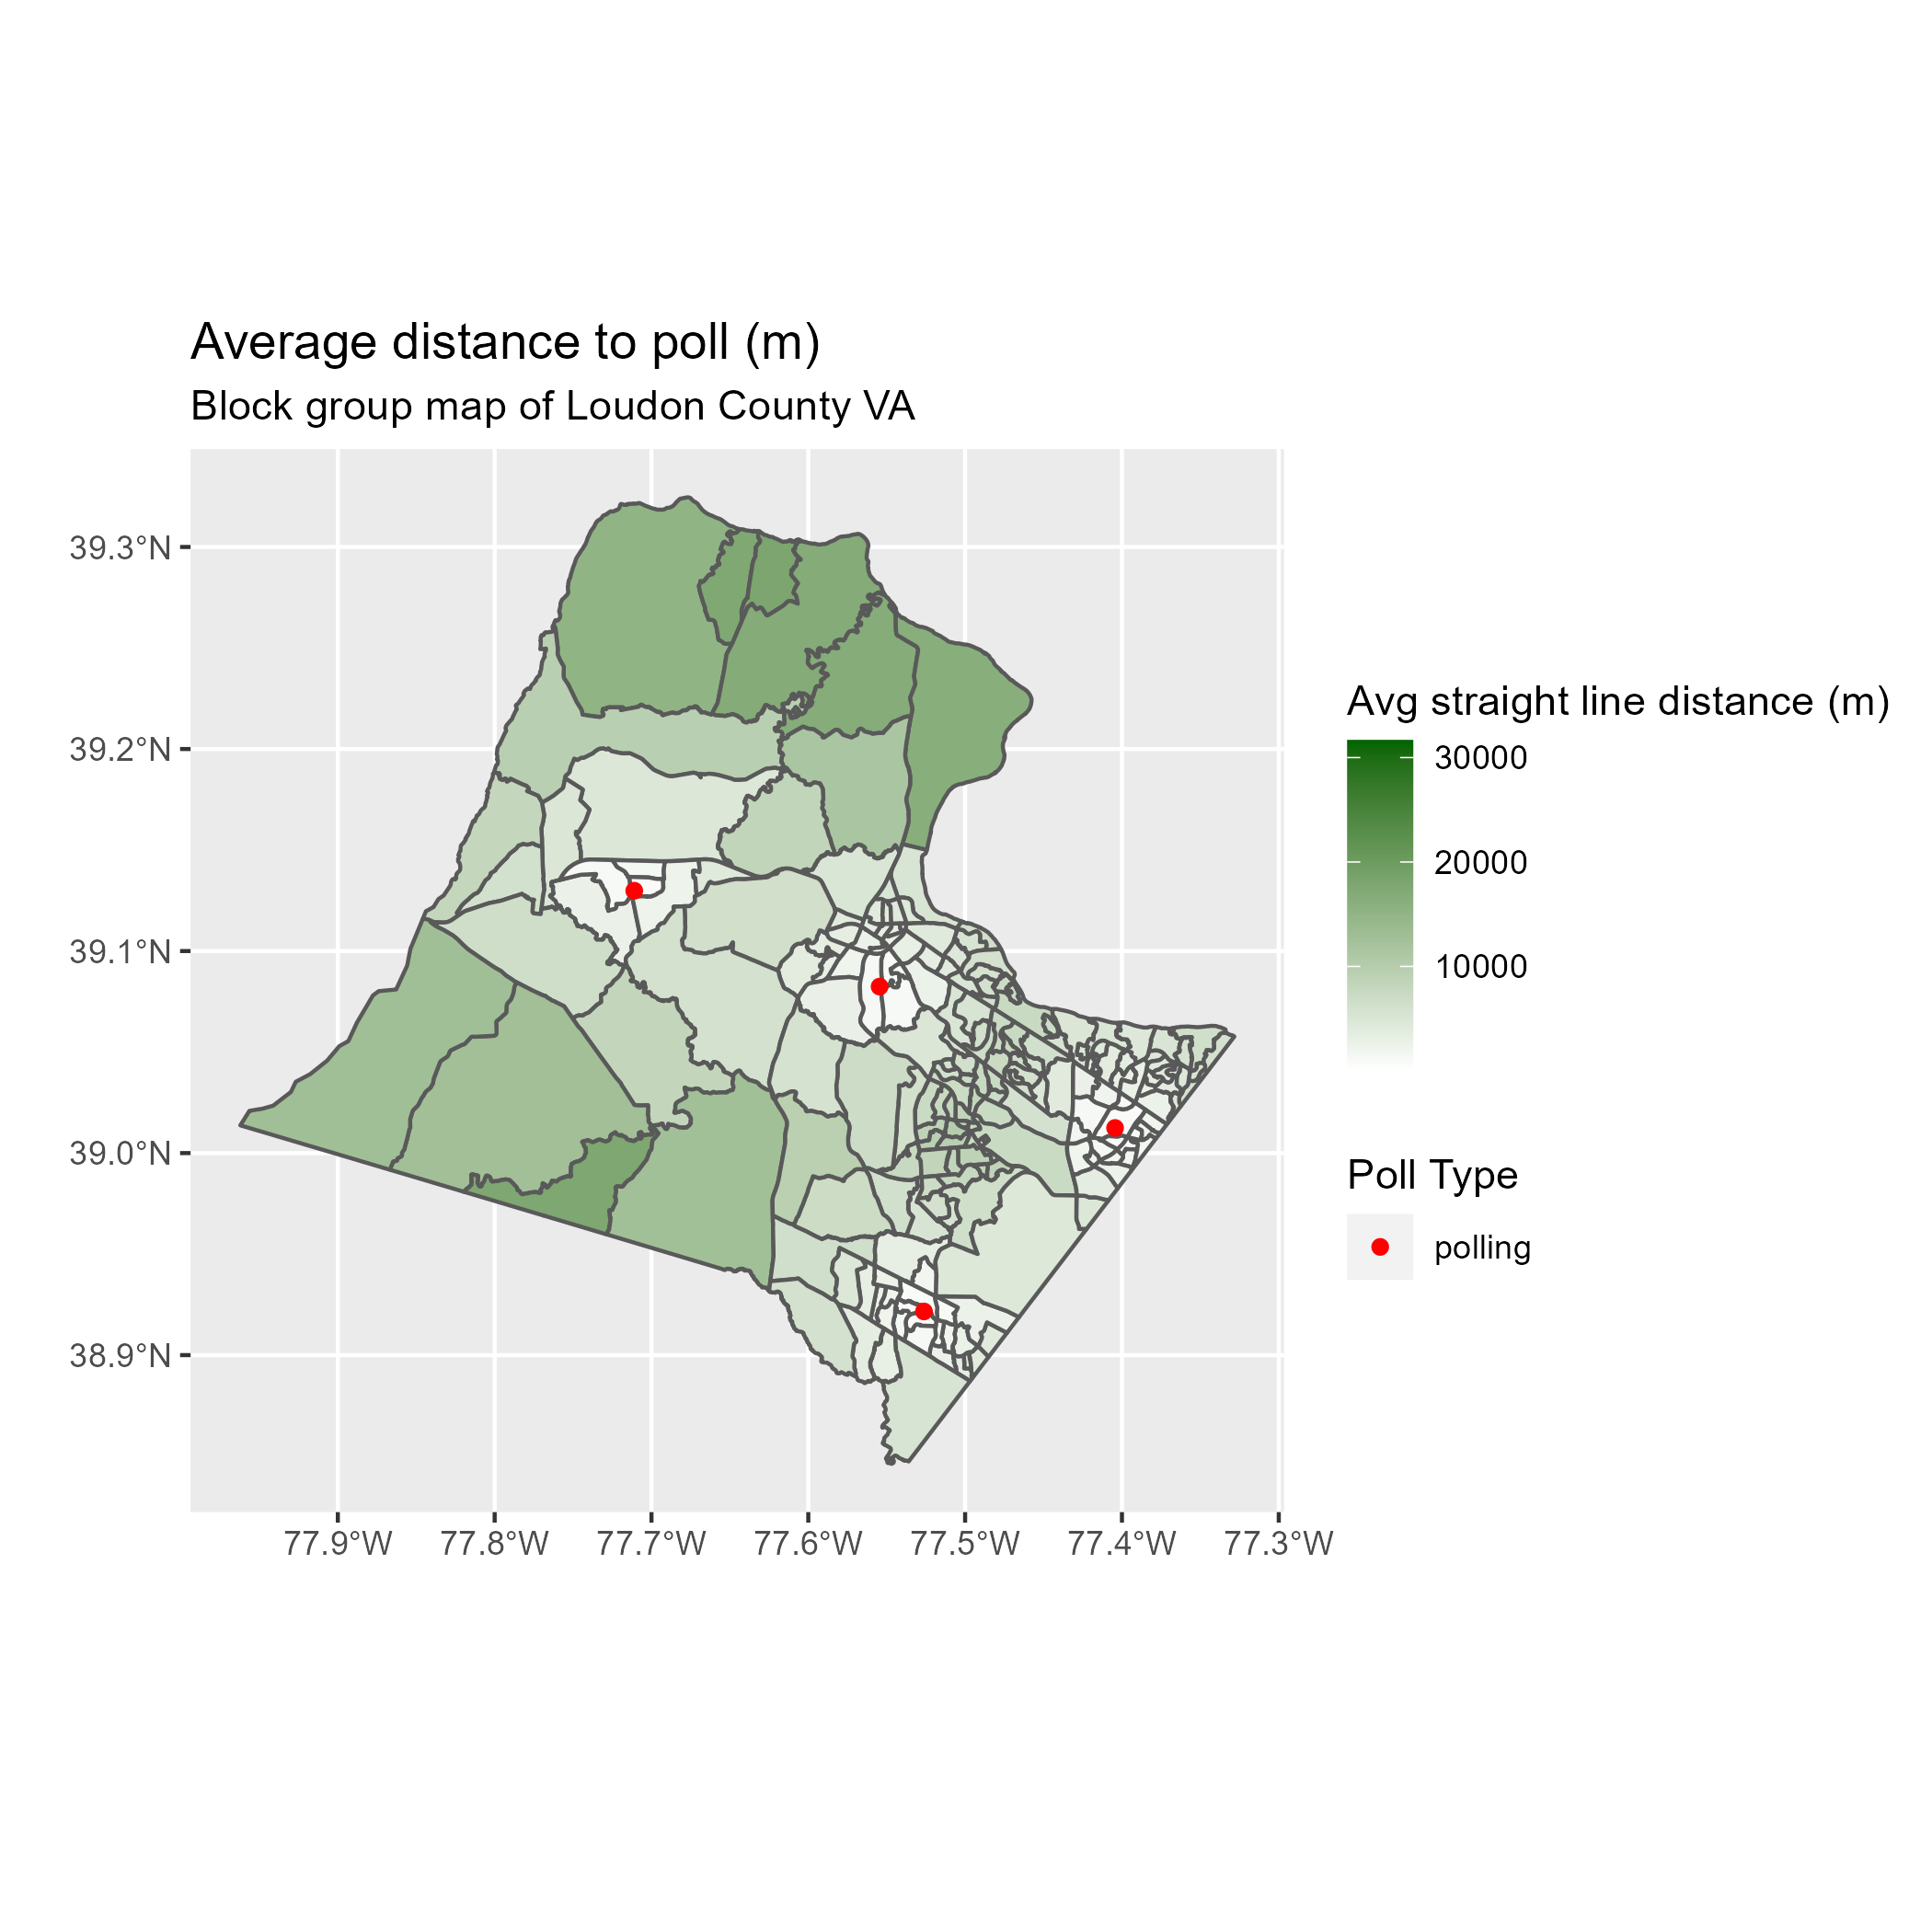 Average distance to poll (m)
Block group map of Loudon County VA
39.3°N
39.2°N
39.1°N
39.0°N
38.9°N
77.9°W 77.8°W 77.7°W 77.6°W 77.5°W 77.4°W 77.3°W
Avg straight line distance (m)
30000
20000
10000
Poll Type
polling